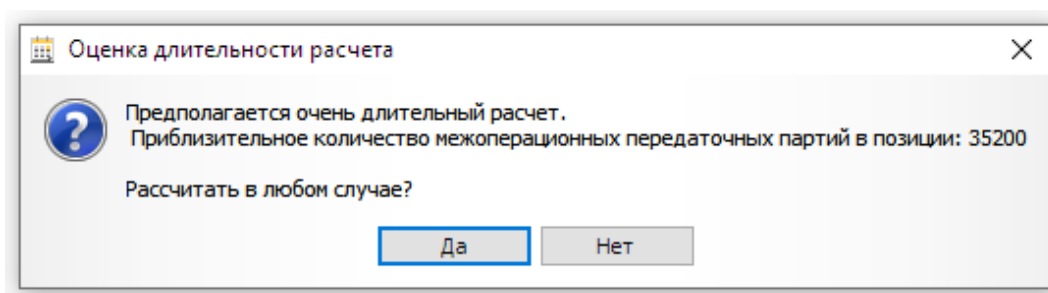 Оценка длительности расчета
Предполагается очень длительный расчет.
Приблизительное количество межоперационных передаточных партий в позиции: 35200
Рассчитать в любом случае?
Да
Нет